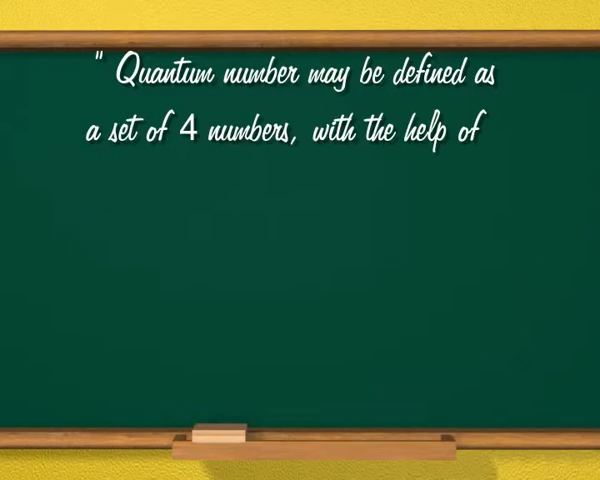 " Quantum number may be defined as
a set of 4 numbers, with the help of